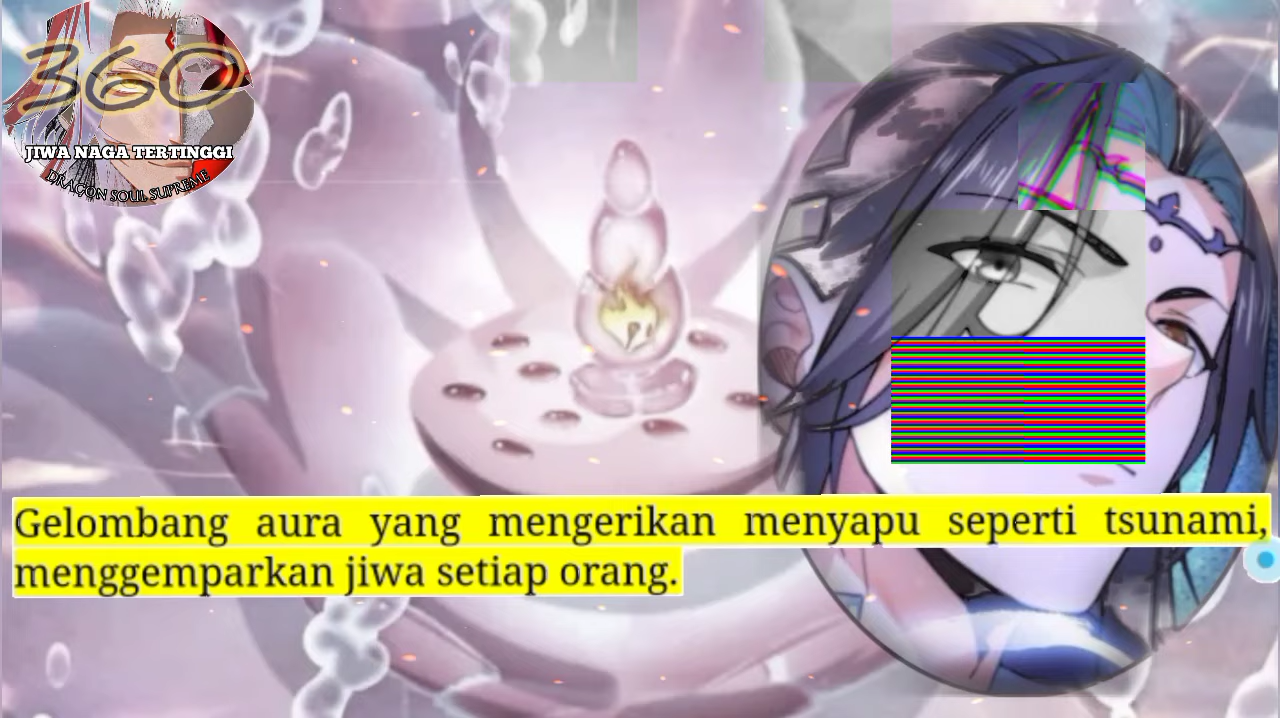 360
JIWA NAGA TERTINGGI
DRAGON SOUL SUPREME
Gelombang aura yang mengerikan menyapu seperti tsunami,
menggemparkan jiwa setiap orang.